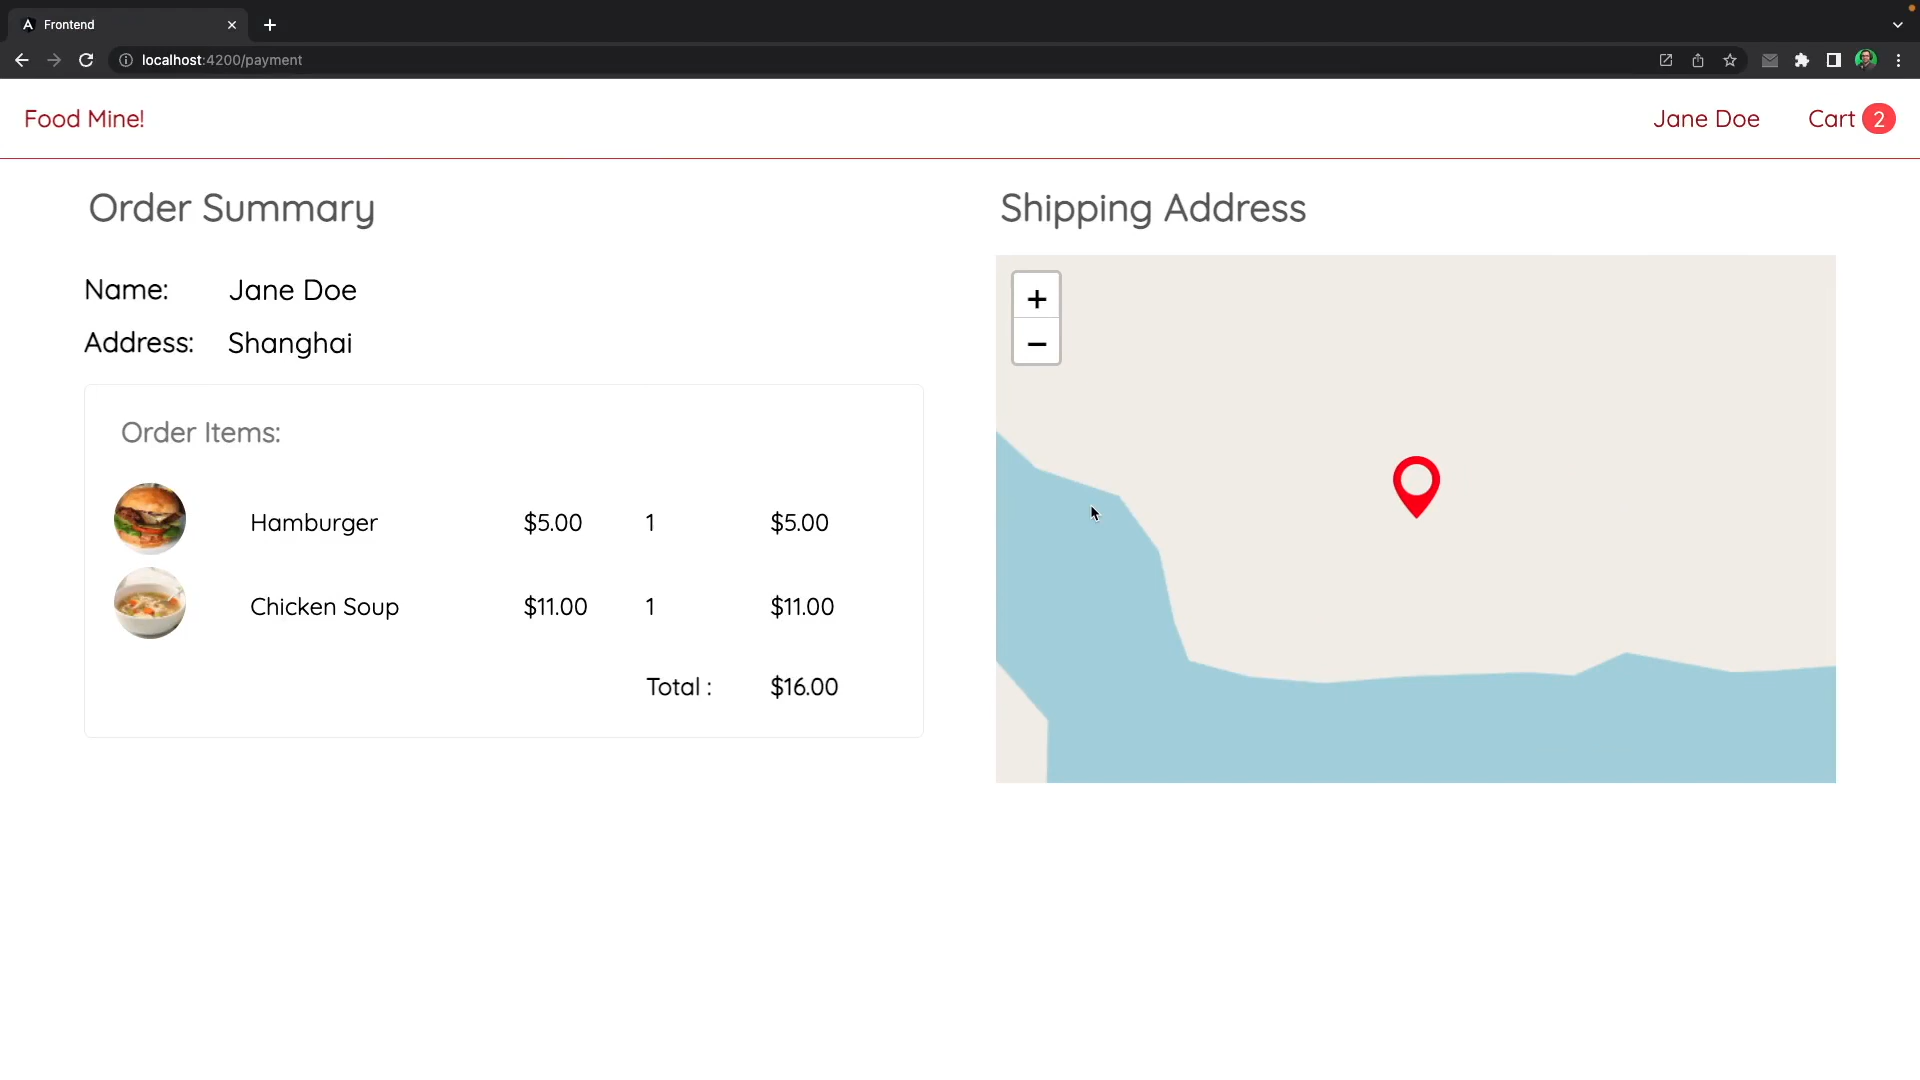 Frontend
localhost:4200/payment
Food Mine!
Jane Doe
Cart 2
Order Summary
Name: Jane Doe
Address: Shanghai
Order Items:
Hamburger $5.00 1 $5.00
Chicken Soup $11.00 1 $11.00
Total : $16.00
Shipping Address
+
−